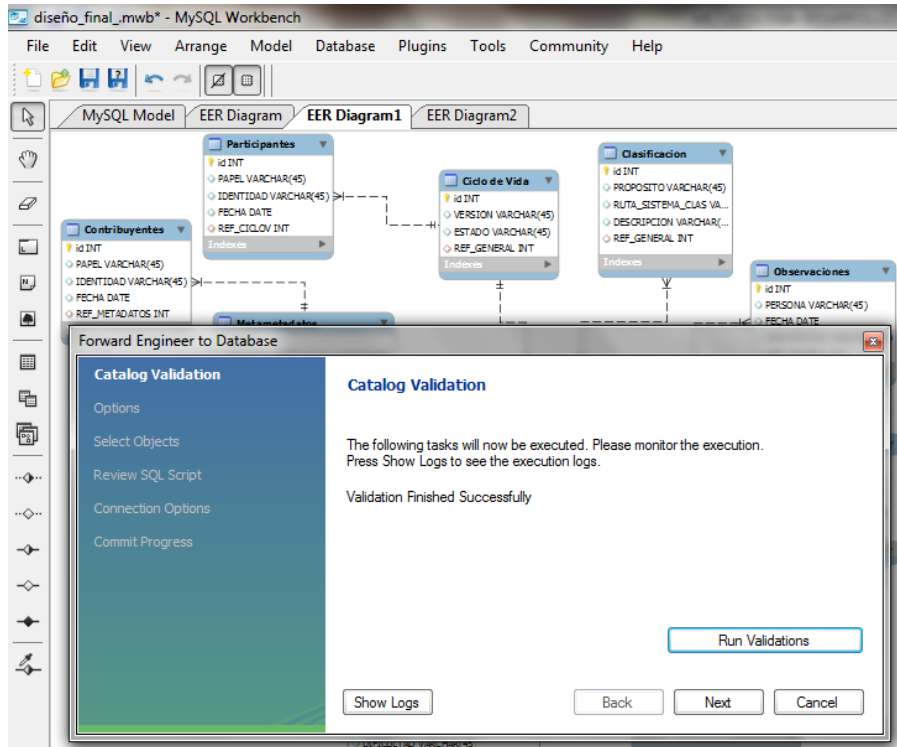 diseño_final_.mwb* - MySQL Workbench
File Edit View Arrange Model Database Plugins Tools Community Help
MySQL Model EER Diagram EER Diagram1 EER Diagram2
Participantes
id INT
PAPEL VARCHAR(45)
IDENTIDAD VARCHAR(45)
FECHA DATE
REF_CICLOV INT
Indexes
Ciclo de Vida
id INT
VERSION VARCHAR(45)
ESTADO VARCHAR(45)
REF_GENERAL INT
Indexes
Clasificacion
id INT
PROPOSITO VARCHAR(45)
RUTA_SISTEMA_CLAS VA...
DESCRIPCION VARCHAR(...
REF_GENERAL INT
Indexes
Contribuyentes
id INT
PAPEL VARCHAR(45)
IDENTIDAD VARCHAR(45)
FECHA DATE
REF_METADATOS INT
Metametadatos
Observaciones
id INT
PERSONA VARCHAR(45)
FECHA DATE
Forward Engineer to Database
Catalog Validation
Options
Select Objects
Review SQL Script
Connection Options
Commit Progress
Catalog Validation
The following tasks will now be executed. Please monitor the execution.
Press Show Logs to see the execution logs.
Validation Finished Successfully
Run Validations
Show Logs Back Next Cancel
DIFICULTAD VARCHAR(45)